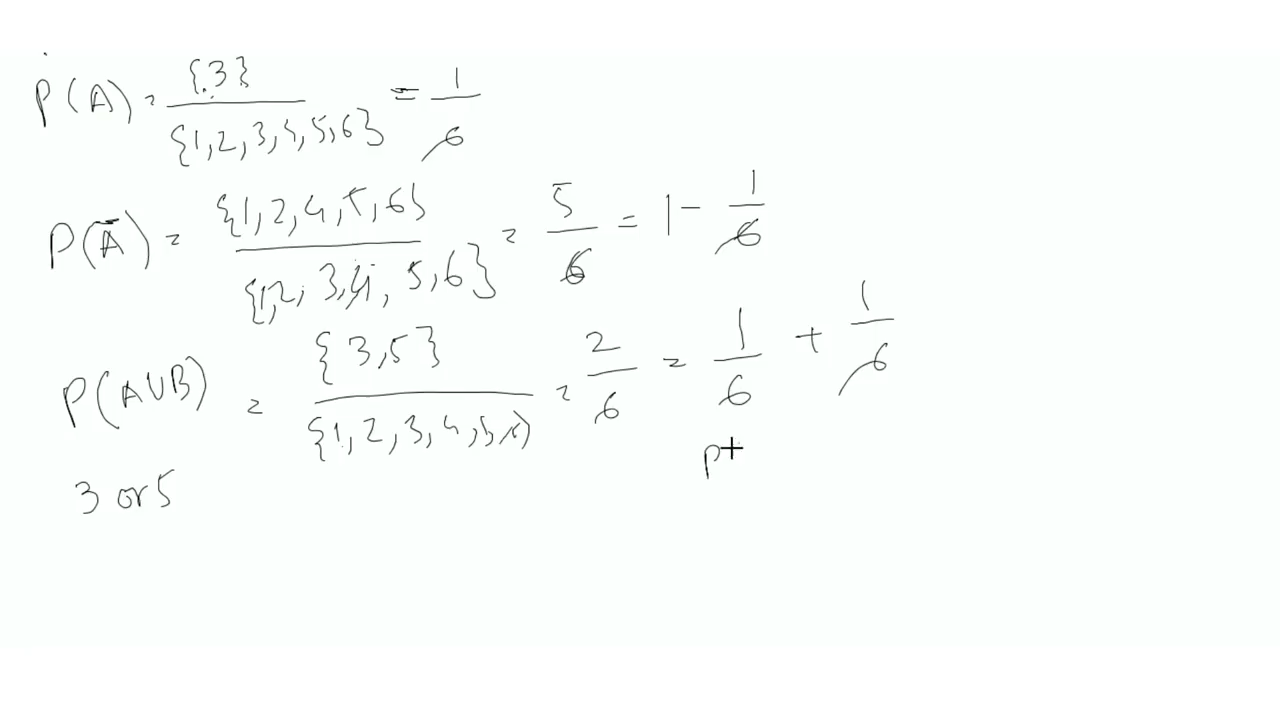 P(A) = {3} / {1,2,3,4,5,6} = 1/6
P(Ā) = {1,2,4,5,6} / {1,2,3,4,5,6} = 5/6 = 1 - 1/6
P(A∪B) = {3,5} / {1,2,3,4,5,6} = 2/6 = 1/6 + 1/6
P
3 or 5